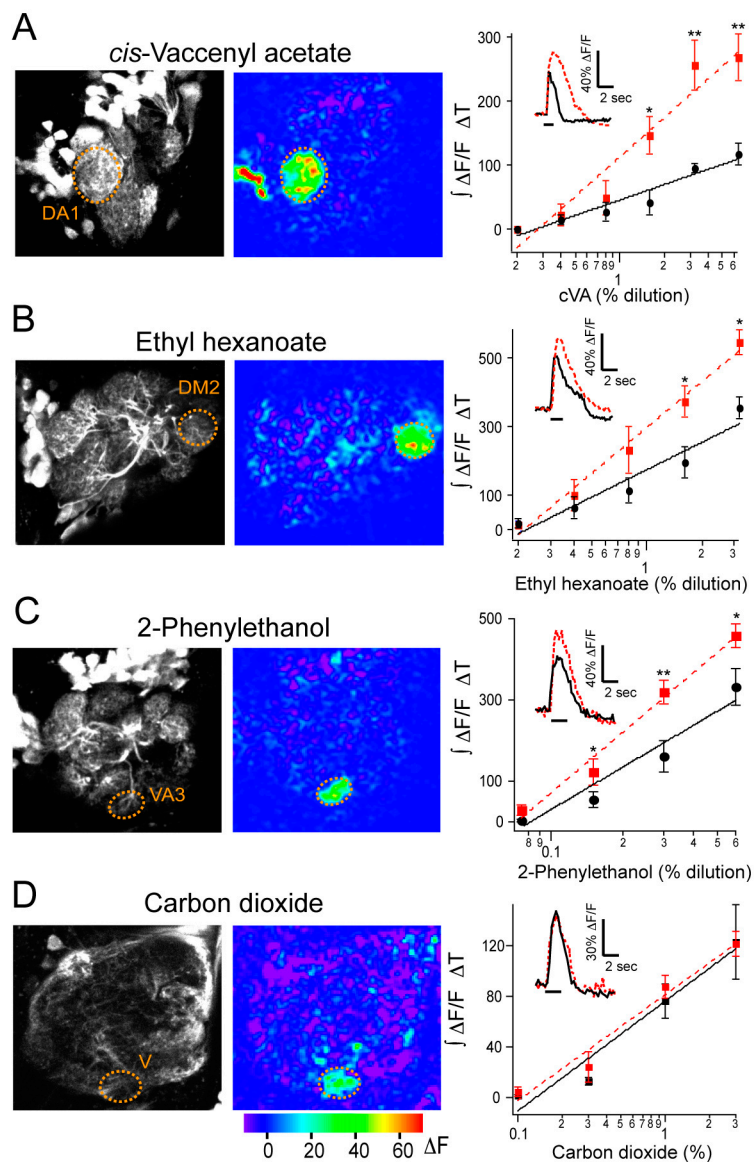 A
cis-Vaccenyl acetate
DA1
300
200
100
0
∫ ΔF/F ΔT
40% ΔF/F
2 sec
*
**
**
2 3 4 5 6 7 8 9 1 2 3 4 5 6
cVA (% dilution)
B
Ethyl hexanoate
DM2
500
300
100
0
∫ ΔF/F ΔT
40% ΔF/F
2 sec
*
*
2 3 4 5 6 7 8 9 1 2 3
Ethyl hexanoate (% dilution)
C
2-Phenylethanol
VA3
500
300
100
0
∫ ΔF/F ΔT
40% ΔF/F
2 sec
*
**
*
8 9 0.1 2 3 4 5 6
2-Phenylethanol (% dilution)
D
Carbon dioxide
V
120
80
40
0
∫ ΔF/F ΔT
30% ΔF/F
2 sec
0.1 2 3 4 5 6 7 8 9 1 2 3
Carbon dioxide (%)
0 20 40 60 ΔF